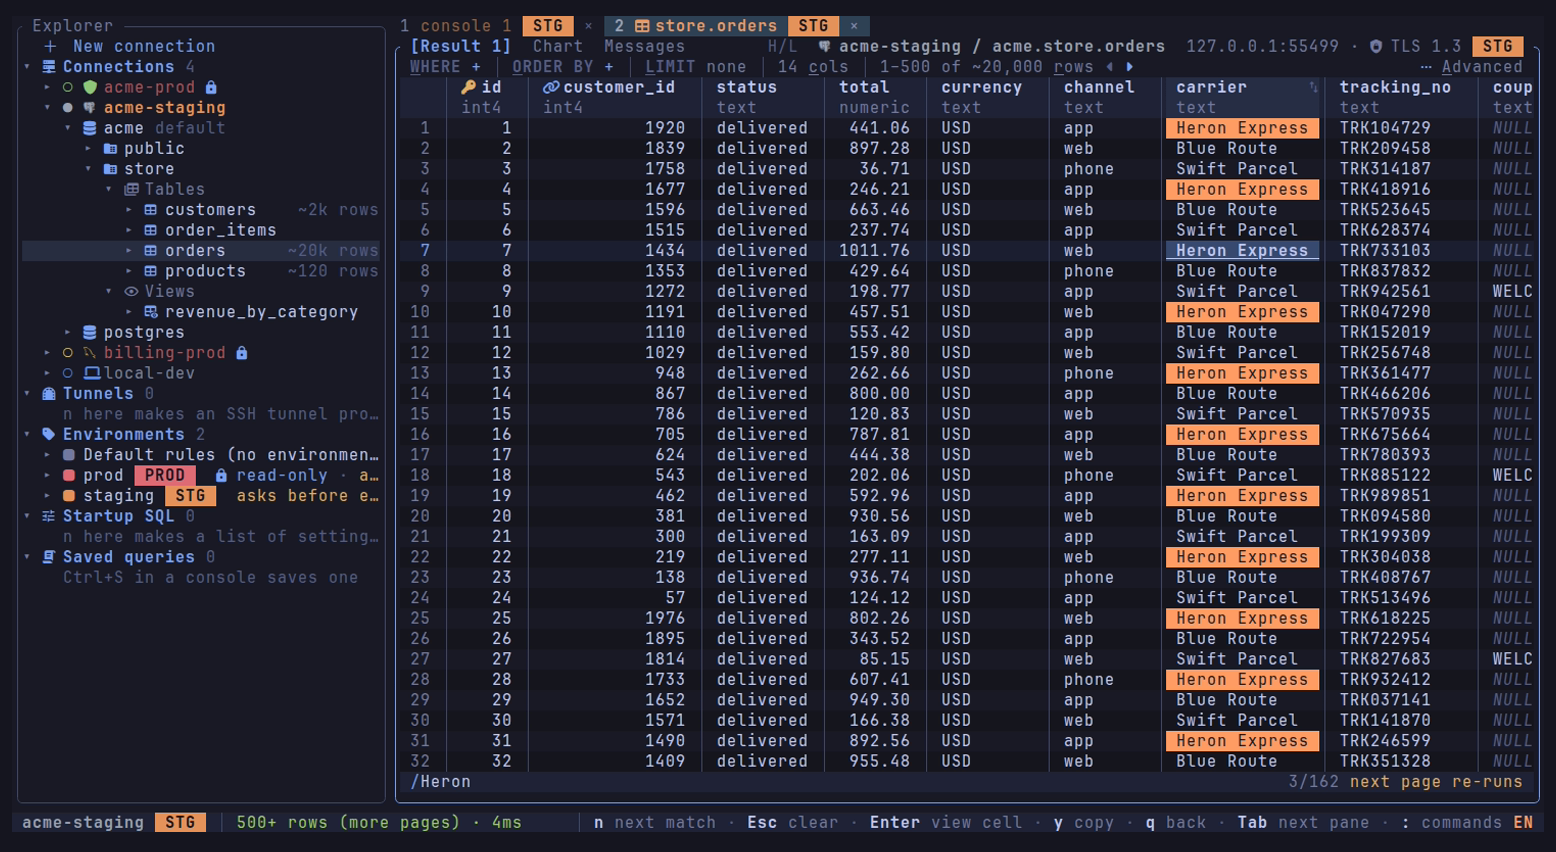 Explorer
+ New connection
Connections 4
acme-prod
acme-staging
acme default
public
store
Tables
customers ~2k rows
order_items
orders ~20k rows
products ~120 rows
Views
revenue_by_category
postgres
billing-prod
local-dev
Tunnels 0
n here makes an SSH tunnel pro…
Environments 2
Default rules (no environmen…
prod PROD read-only · a…
staging STG asks before e…
Startup SQL 0
n here makes a list of setting…
Saved queries 0
Ctrl+S in a console saves one
1 console 1 STG × 2 store.orders STG ×
[Result 1] Chart Messages H/L acme-staging / acme.store.orders 127.0.0.1:55499 · TLS 1.3 STG
WHERE + ORDER BY + LIMIT none 14 cols 1-500 of ~20,000 rows ⋯ Advanced
id customer_id status total currency channel carrier tracking_no coup
int4 int4 text numeric text text text text text
1 1 1920 delivered 441.06 USD app Heron Express TRK104729 NULL
2 2 1839 delivered 897.28 USD web Blue Route TRK209458 NULL
3 3 1758 delivered 36.71 USD phone Swift Parcel TRK314187 NULL
4 4 1677 delivered 246.21 USD app Heron Express TRK418916 NULL
5 5 1596 delivered 663.46 USD web Blue Route TRK523645 NULL
6 6 1515 delivered 237.74 USD app Swift Parcel TRK628374 NULL
7 7 1434 delivered 1011.76 USD web Heron Express TRK733103 NULL
8 8 1353 delivered 429.64 USD phone Blue Route TRK837832 NULL
9 9 1272 delivered 198.77 USD app Swift Parcel TRK942561 WELC
10 10 1191 delivered 457.51 USD web Heron Express TRK047290 NULL
11 11 1110 delivered 553.42 USD app Blue Route TRK152019 NULL
12 12 1029 delivered 159.80 USD web Swift Parcel TRK256748 NULL
13 13 948 delivered 262.66 USD phone Heron Express TRK361477 NULL
14 14 867 delivered 800.00 USD app Blue Route TRK466206 NULL
15 15 786 delivered 120.83 USD web Swift Parcel TRK570935 NULL
16 16 705 delivered 787.81 USD app Heron Express TRK675664 NULL
17 17 624 delivered 444.38 USD web Blue Route TRK780393 NULL
18 18 543 delivered 202.06 USD phone Swift Parcel TRK885122 WELC
19 19 462 delivered 592.96 USD app Heron Express TRK989851 NULL
20 20 381 delivered 930.56 USD web Blue Route TRK094580 NULL
21 21 300 delivered 163.09 USD app Swift Parcel TRK199309 NULL
22 22 219 delivered 277.11 USD web Heron Express TRK304038 NULL
23 23 138 delivered 936.74 USD phone Blue Route TRK408767 NULL
24 24 57 delivered 124.12 USD app Swift Parcel TRK513496 NULL
25 25 1976 delivered 802.26 USD web Heron Express TRK618225 NULL
26 26 1895 delivered 343.52 USD app Blue Route TRK722954 NULL
27 27 1814 delivered 85.15 USD web Swift Parcel TRK827683 WELC
28 28 1733 delivered 607.41 USD phone Heron Express TRK932412 NULL
29 29 1652 delivered 949.30 USD app Blue Route TRK037141 NULL
30 30 1571 delivered 166.38 USD web Swift Parcel TRK141870 NULL
31 31 1490 delivered 892.56 USD app Heron Express TRK246599 NULL
32 32 1409 delivered 955.48 USD web Blue Route TRK351328 NULL
/Heron 3/162 next page re-runs
acme-staging STG 500+ rows (more pages) · 4ms n next match · Esc clear · Enter view cell · y copy · q back · Tab next pane · : commands EN